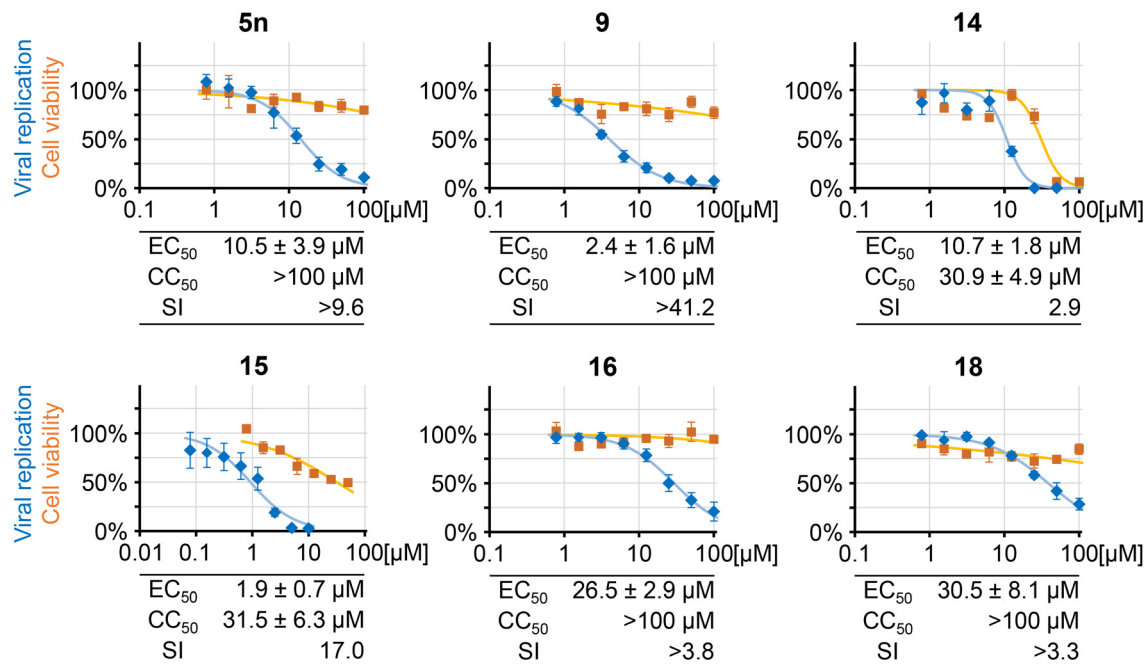 5n
9
14
Viral replication
Cell viability
100%
50%
0%
0.1 1 10 100[µM]
100%
50%
0%
0.1 1 10 100[µM]
100%
50%
0%
0.1 1 10 100[µM]
EC50 10.5 ± 3.9 µM
CC50 >100 µM
SI >9.6
EC50 2.4 ± 1.6 µM
CC50 >100 µM
SI >41.2
EC50 10.7 ± 1.8 µM
CC50 30.9 ± 4.9 µM
SI 2.9
15
16
18
Viral replication
Cell viability
100%
50%
0%
0.01 0.1 1 10 100[µM]
100%
50%
0%
0.1 1 10 100[µM]
100%
50%
0%
0.1 1 10 100[µM]
EC50 1.9 ± 0.7 µM
CC50 31.5 ± 6.3 µM
SI 17.0
EC50 26.5 ± 2.9 µM
CC50 >100 µM
SI >3.8
EC50 30.5 ± 8.1 µM
CC50 >100 µM
SI >3.3